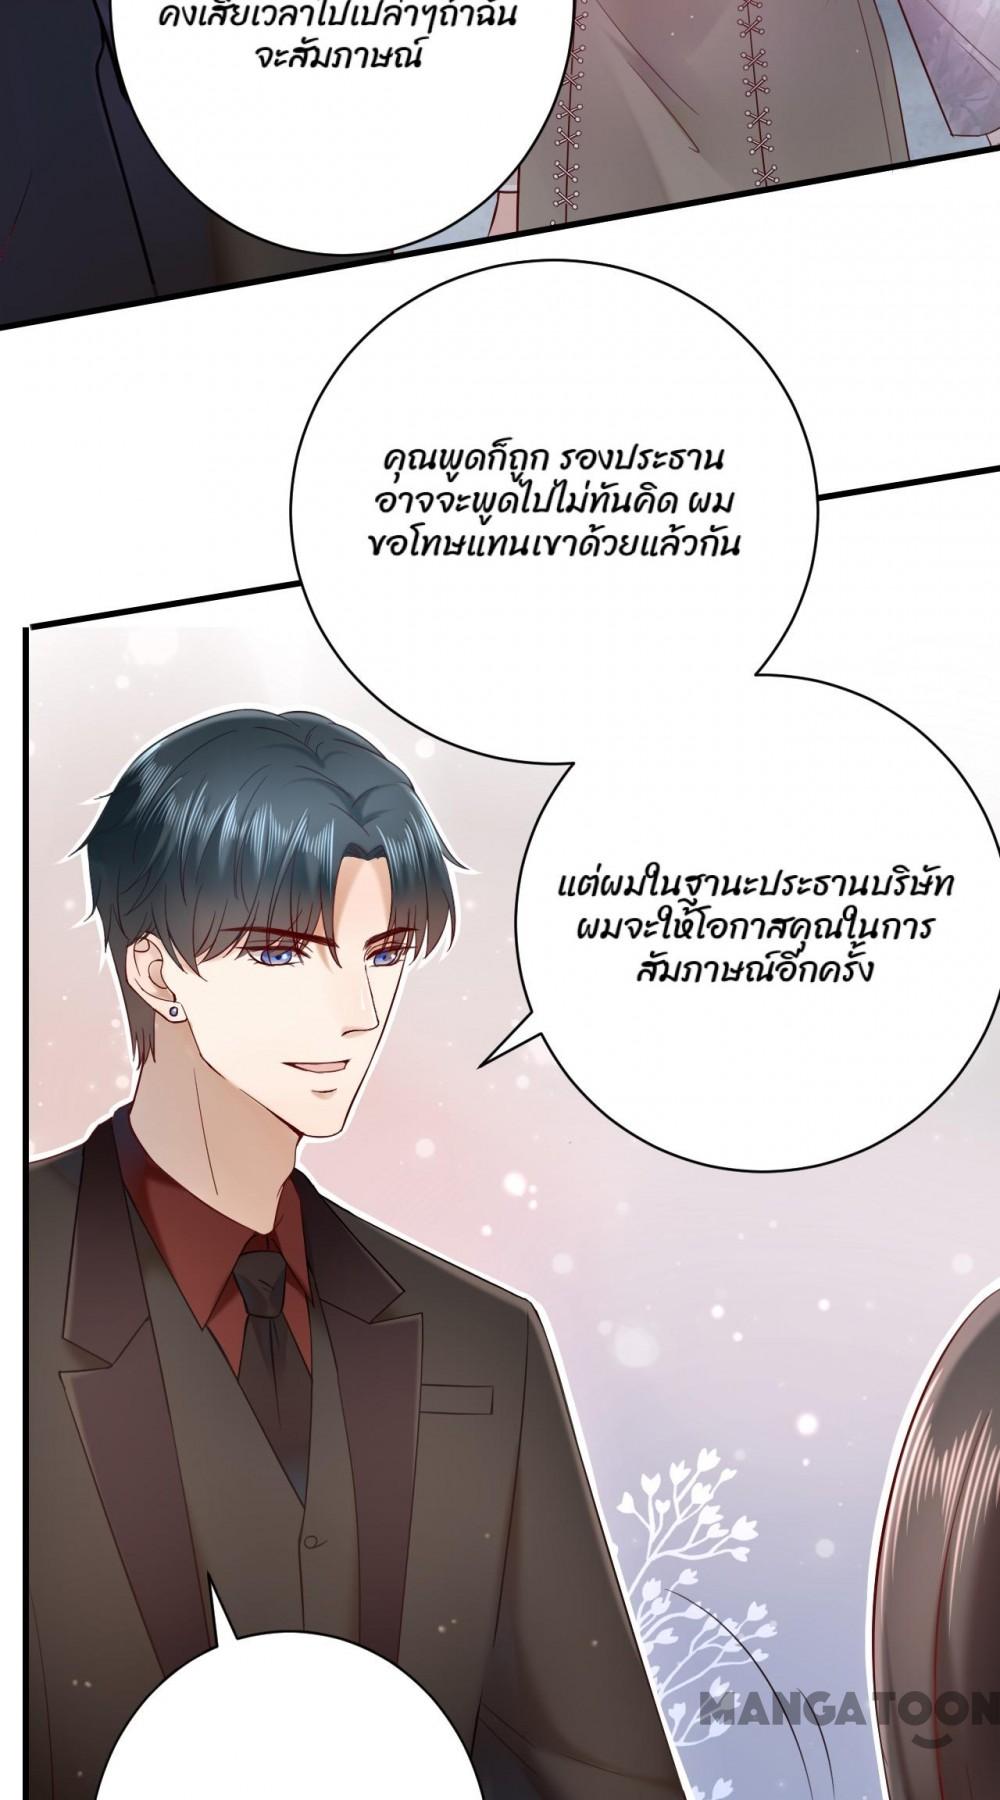 คงเสียเวลาไปเปล่าๆถ้าฉัน
จะสัมภาษณ์
คุณพูดก็ถูก รองประธาน
อาจจะพูดไปไม่ทันคิด ผม
ขอโทษแทนเขาด้วยแล้วกัน
แต่ผมในฐานะประธานบริษัท
ผมจะให้โอกาสคุณในการ
สัมภาษณ์อีกครั้ง
MANGATOON